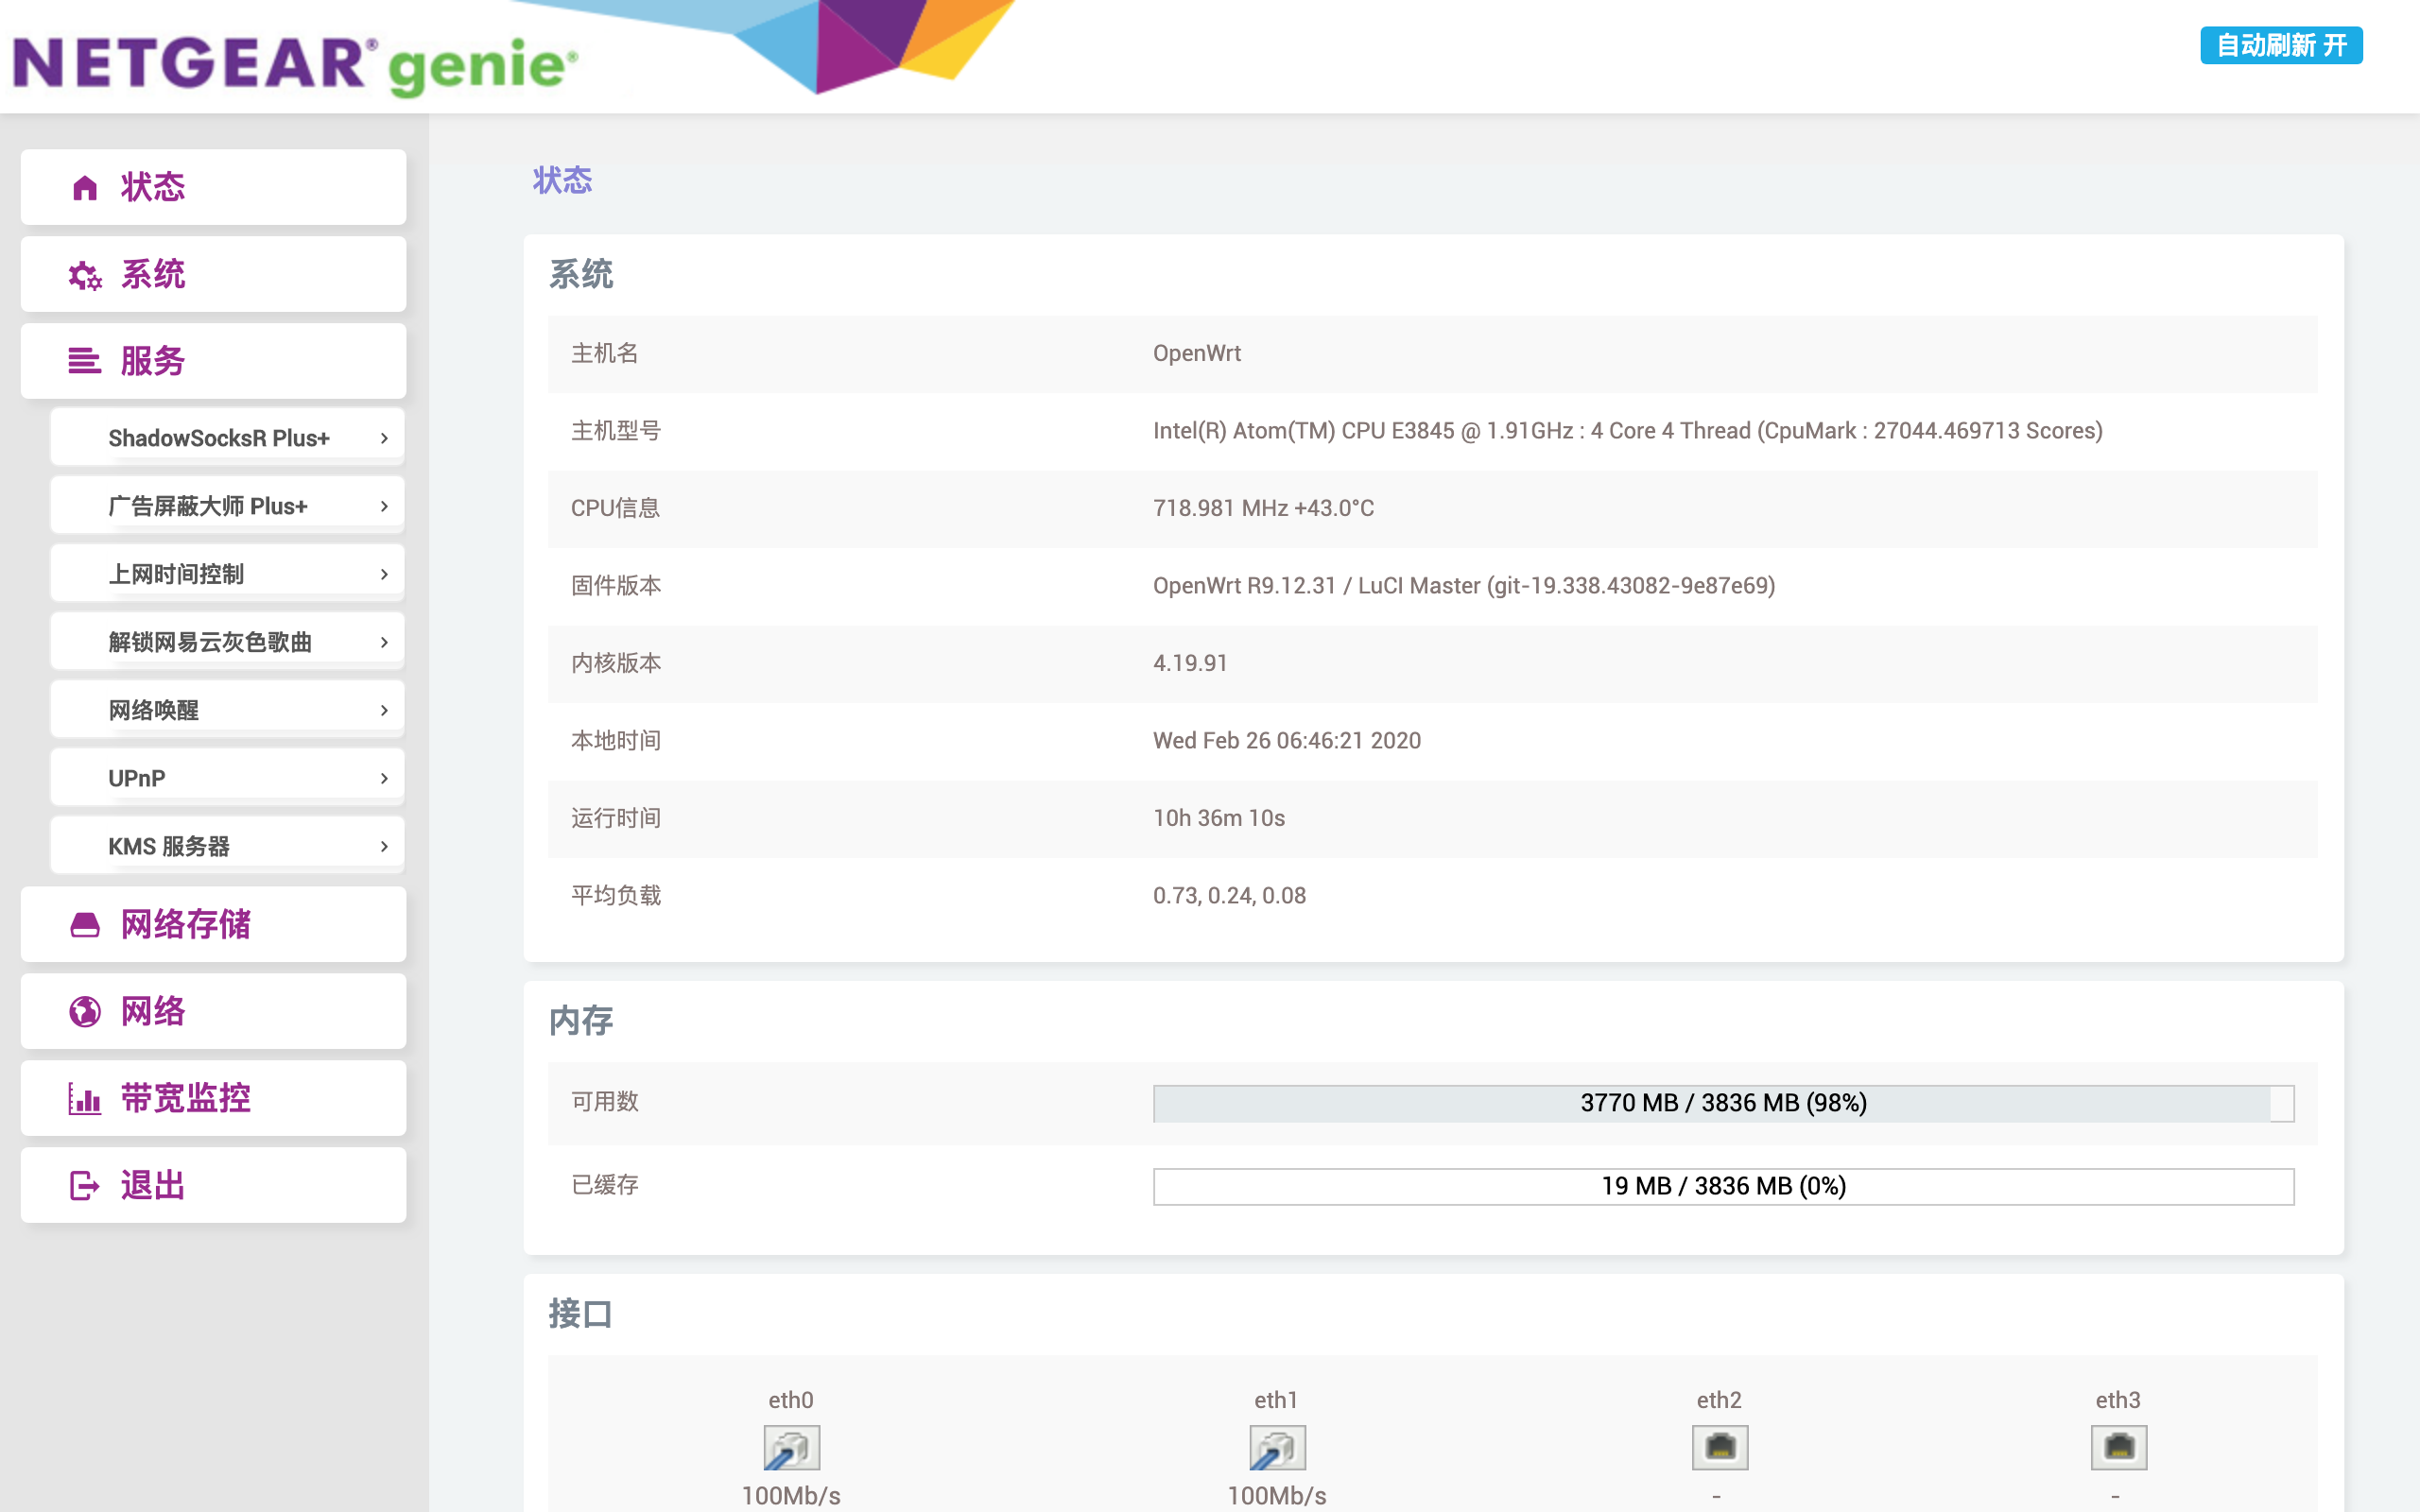 NETGEAR® genie®
自动刷新 开
状态
系统
服务
ShadowSocksR Plus+
广告屏蔽大师 Plus+
上网时间控制
解锁网易云灰色歌曲
网络唤醒
UPnP
KMS 服务器
网络存储
网络
带宽监控
退出
状态
系统
主机名 OpenWrt
主机型号 Intel(R) Atom(TM) CPU E3845 @ 1.91GHz : 4 Core 4 Thread (CpuMark : 27044.469713 Scores)
CPU信息 718.981 MHz +43.0°C
固件版本 OpenWrt R9.12.31 / LuCI Master (git-19.338.43082-9e87e69)
内核版本 4.19.91
本地时间 Wed Feb 26 06:46:21 2020
运行时间 10h 36m 10s
平均负载 0.73, 0.24, 0.08
内存
可用数 3770 MB / 3836 MB (98%)
已缓存 19 MB / 3836 MB (0%)
接口
eth0 eth1 eth2 eth3
100Mb/s 100Mb/s - -